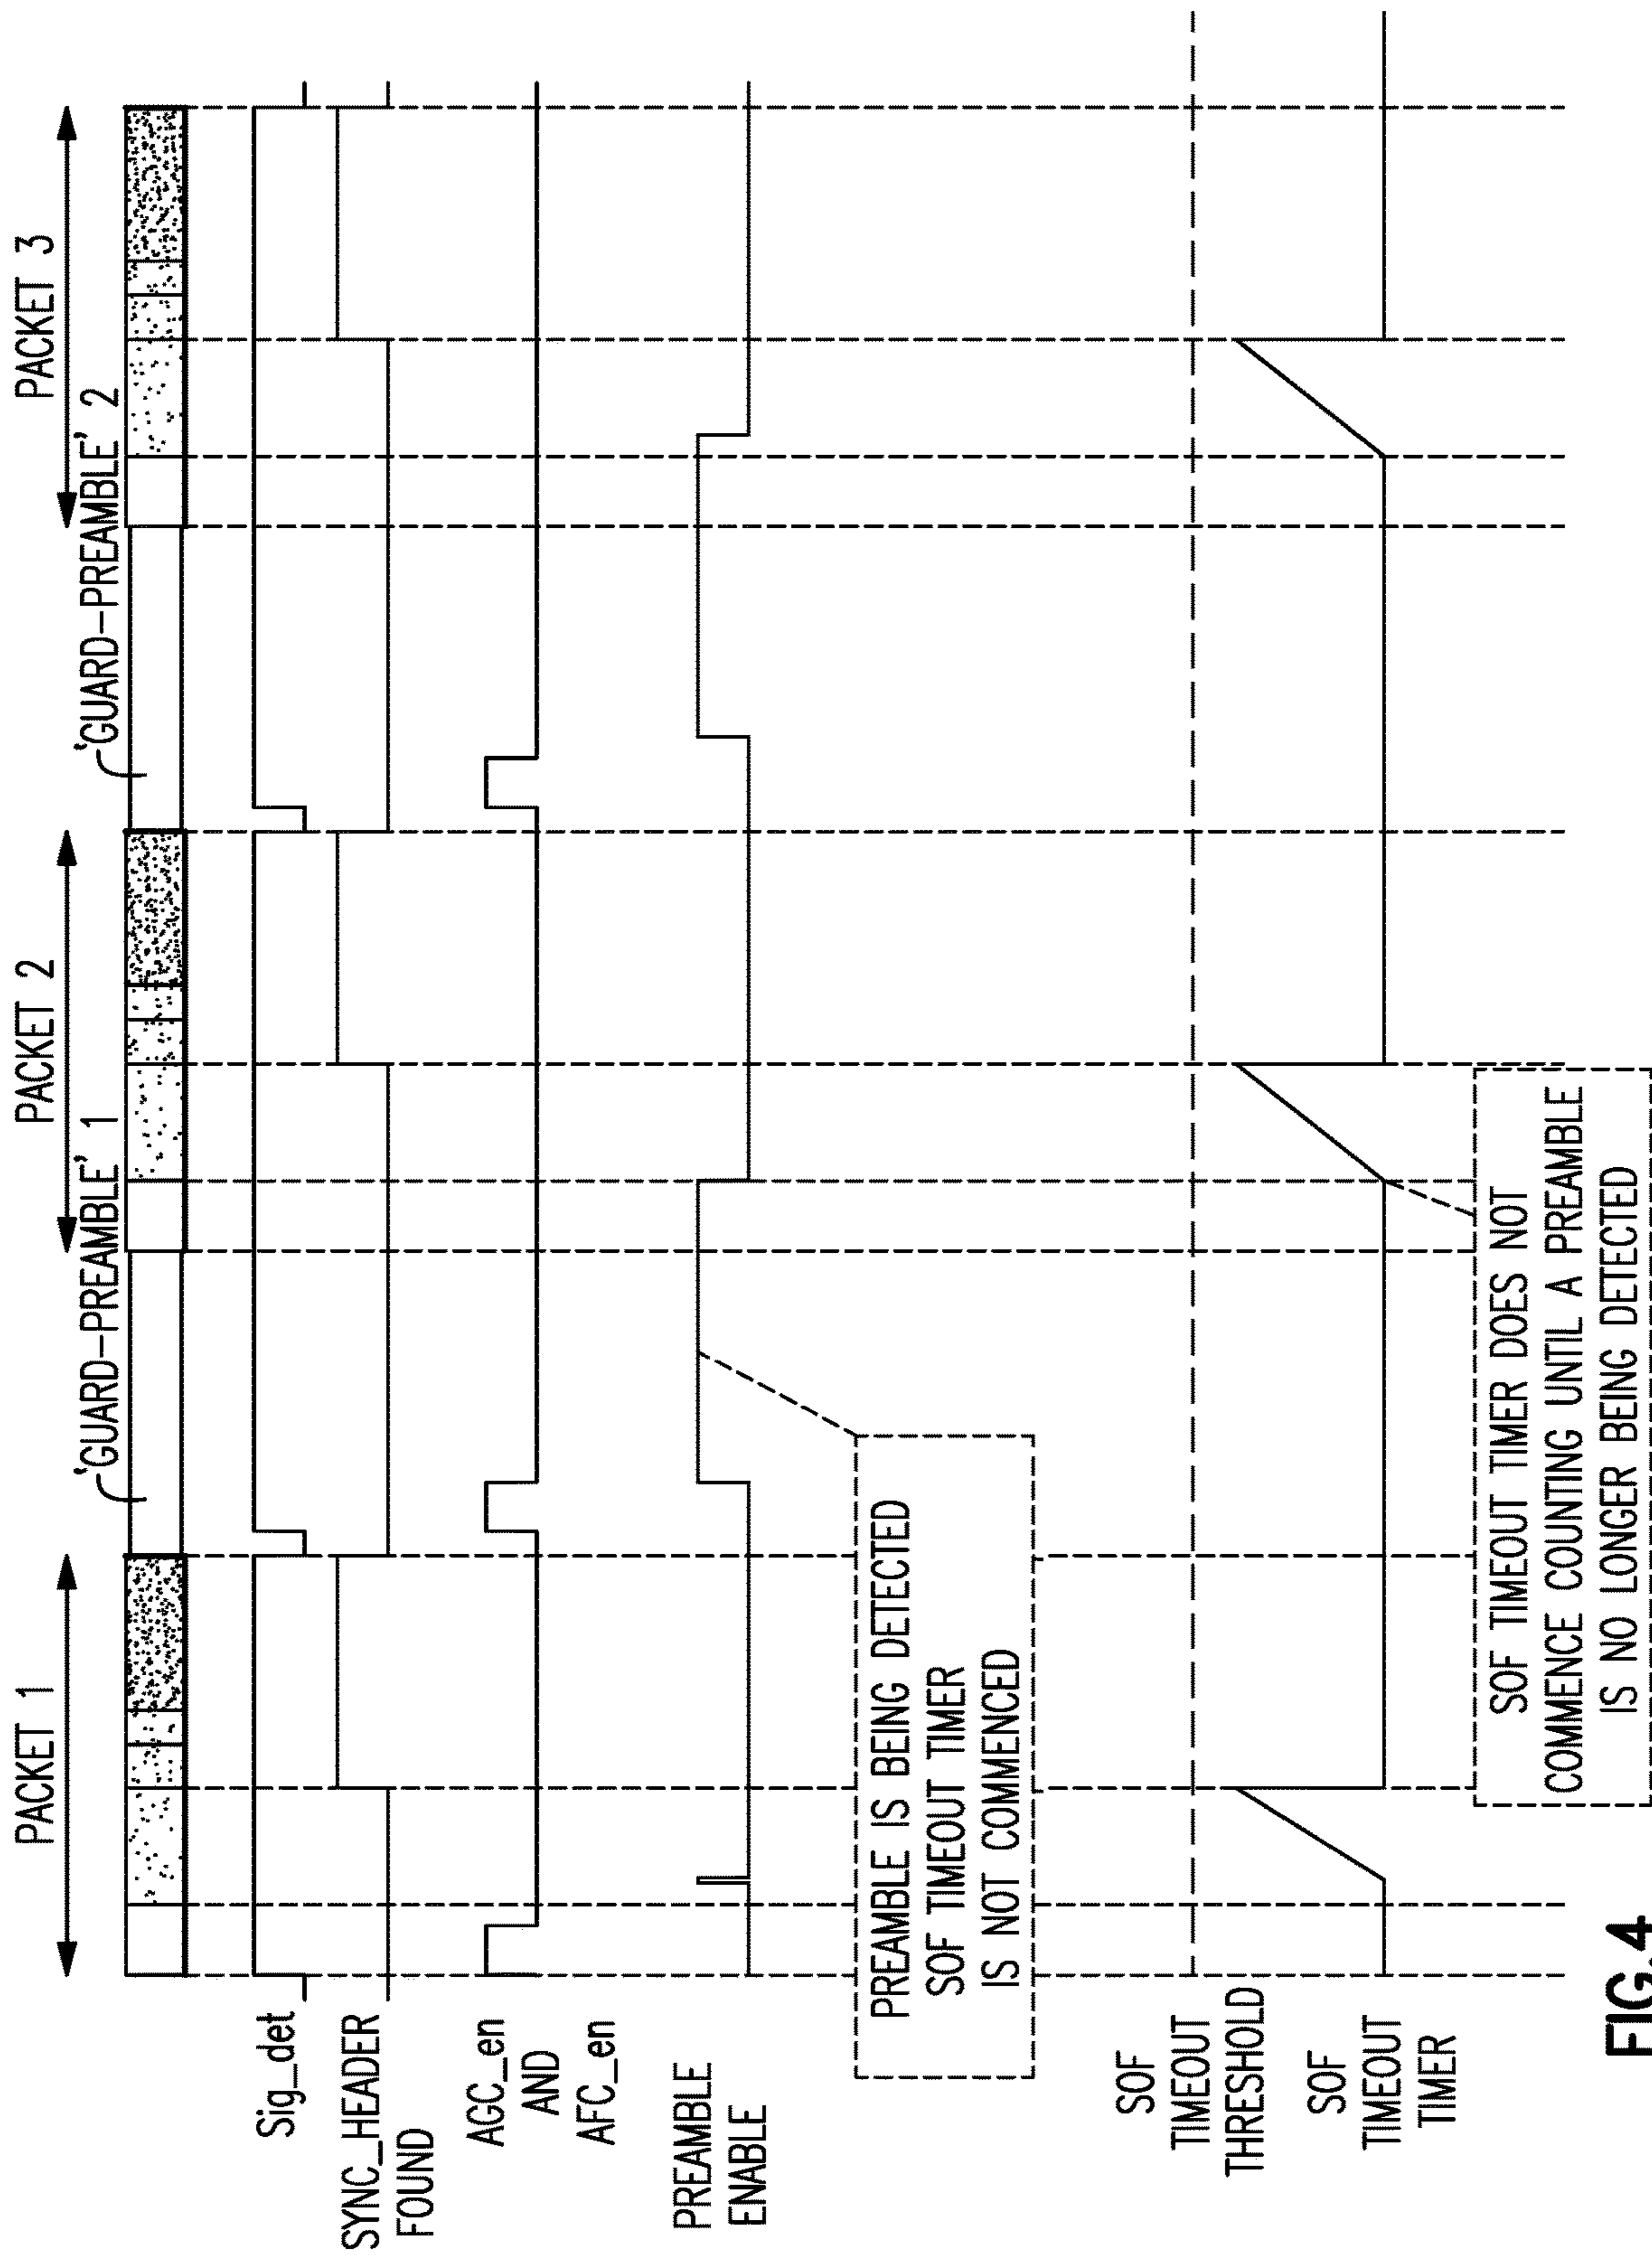 PACKET 1
PACKET 2
PACKET 3
'GUARD-PREAMBLE' 1
'GUARD-PREAMBLE' 2
Sig_det
SYNC_HEADER
FOUND
AGC_en
AND
AFC_en
PREAMBLE
ENABLE
PREAMBLE IS BEING DETECTED
SOF TIMEOUT TIMER
IS NOT COMMENCED
SOF
TIMEOUT
THRESHOLD
SOF
TIMEOUT
TIMER
SOF TIMEOUT TIMER DOES NOT
COMMENCE COUNTING UNTIL A PREAMBLE
IS NO LONGER BEING DETECTED
FIG.4